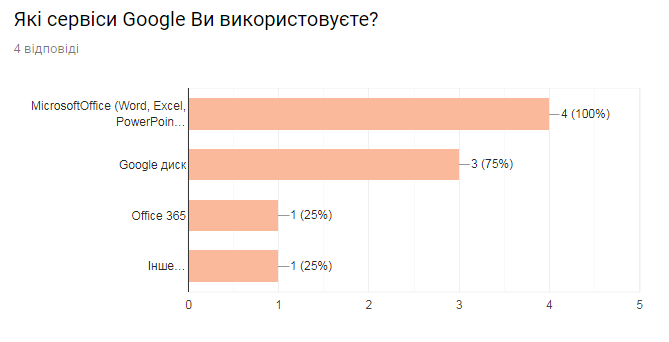 Які сервіси Google Ви використовуєте?
4 відповіді
MicrosoftOffice (Word, Excel,
PowerPoin…
4 (100%)
Google диск
3 (75%)
Office 365
1 (25%)
Інше…
1 (25%)
0 1 2 3 4 5